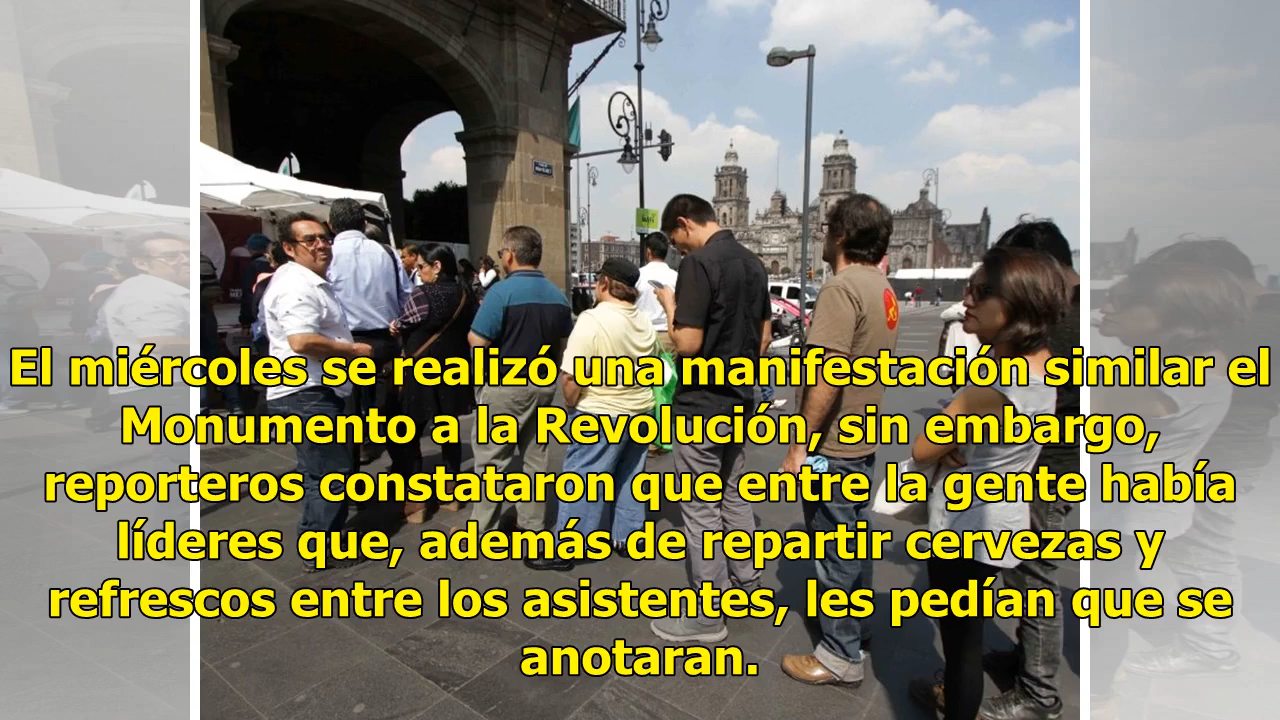 El miércoles se realizó una manifestación similar el
Monumento a la Revolución, sin embargo,
reporteros constataron que entre la gente había
líderes que, además de repartir cervezas y
refrescos entre los asistentes, les pedían que se
anotaran.